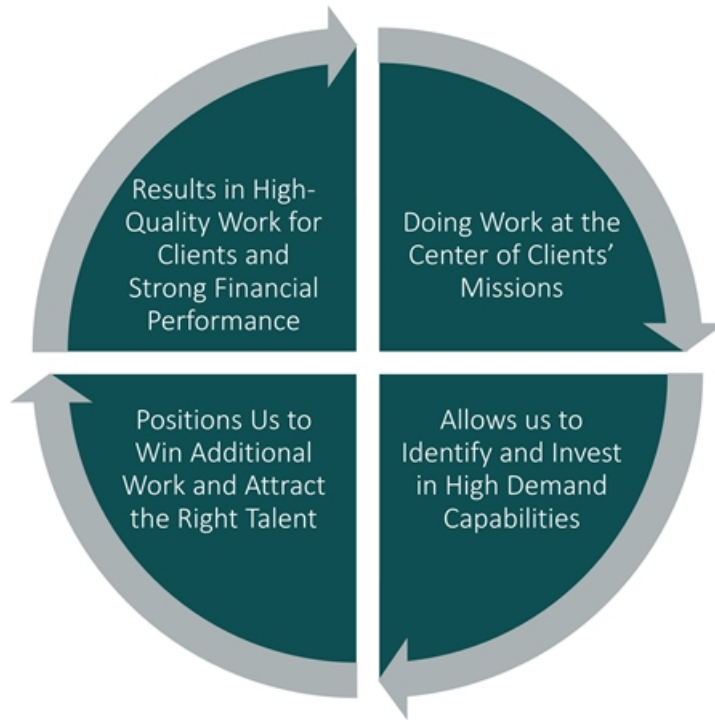 Results in High-
Quality Work for
Clients and
Strong Financial
Performance
Doing Work at the
Center of Clients’
Missions
Positions Us to
Win Additional
Work and Attract
the Right Talent
Allows us to
Identify and Invest
in High Demand
Capabilities